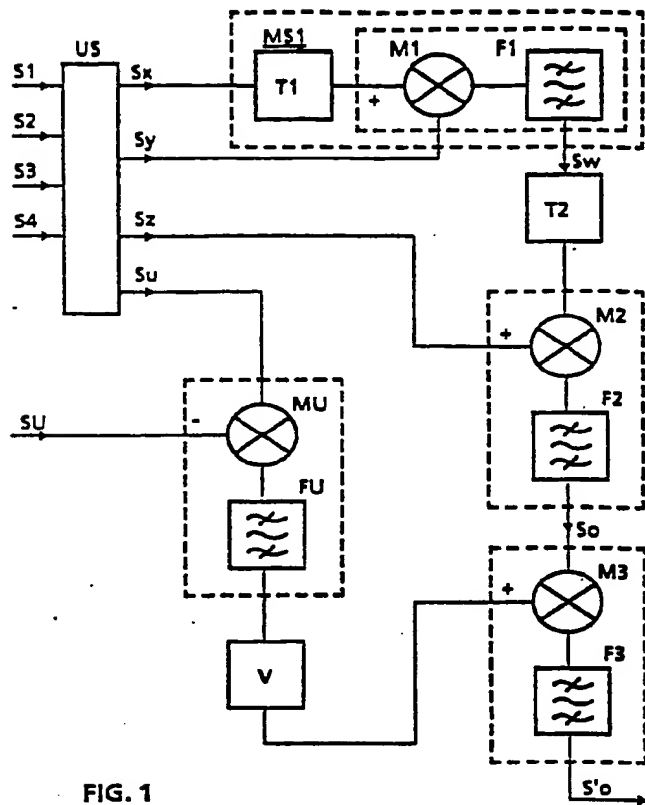 US
MS1
M1
F1
S1
Sx
T1
+
S2
Sy
Sw
S3
T2
S4
Sz
Su
M2
+
MU
F2
SU
-
FU
So
M3
+
F3
V
S'o
FIG. 1